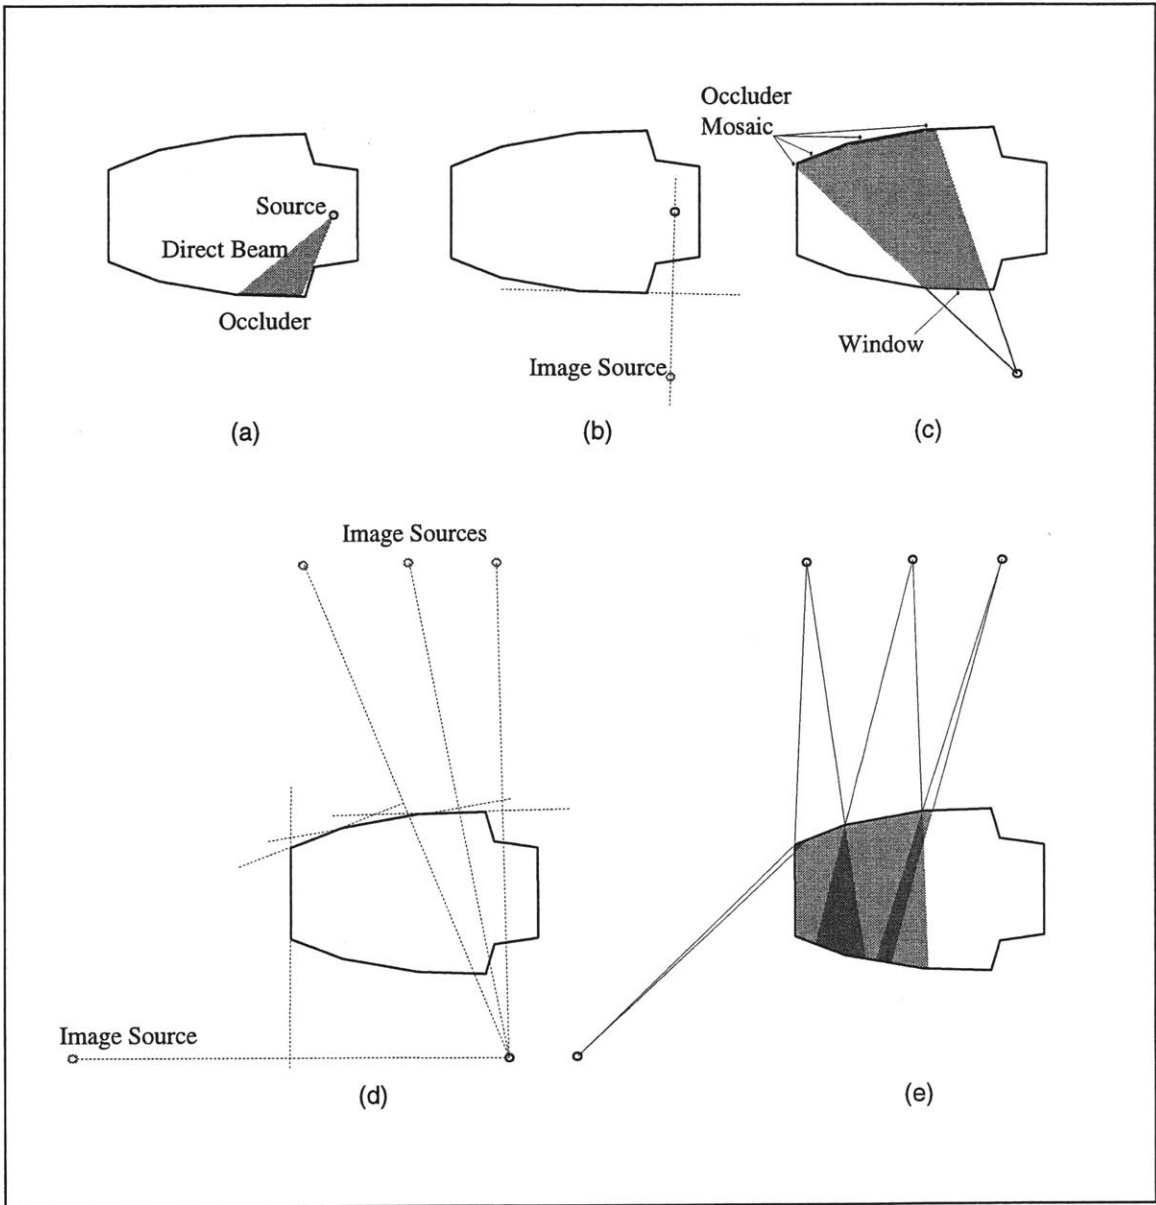 Source
Direct Beam
Occluder
(a)
Image Source
(b)
Occluder
Mosaic
Window
(c)
Image Sources
Image Source
(d)
(e)